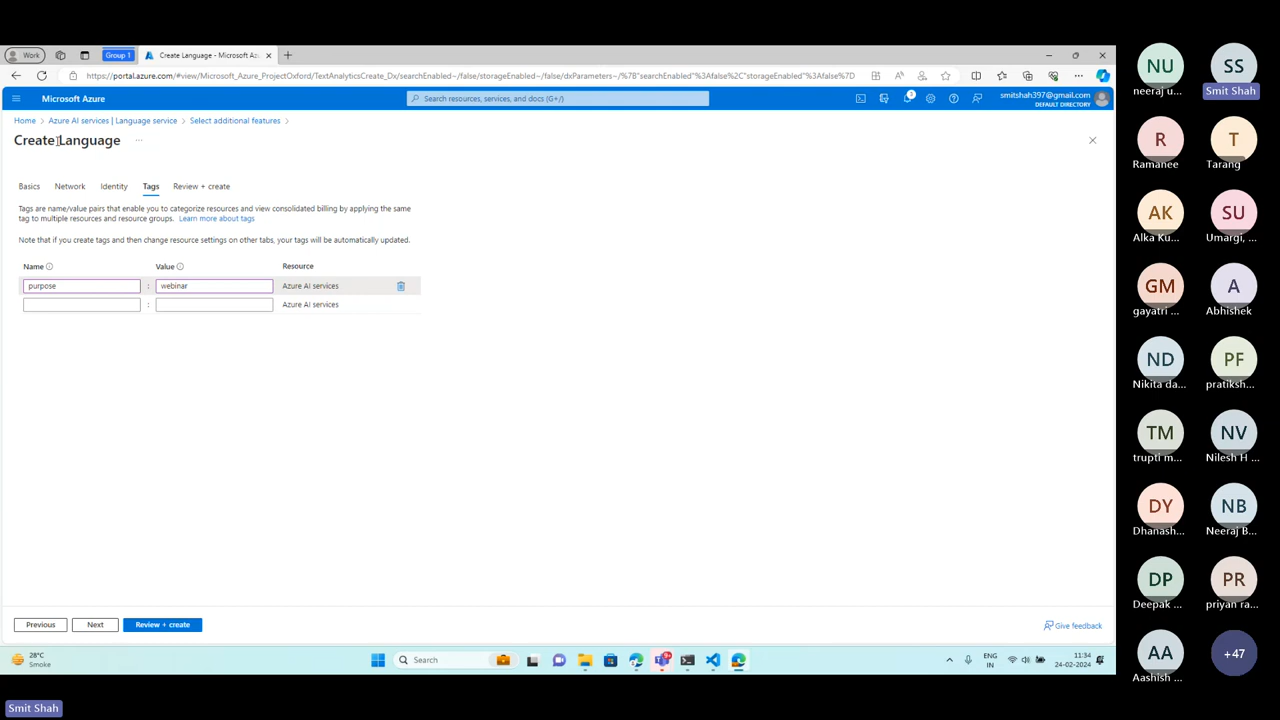 Work
Group 1
Create Language - Microsoft Az...
https://portal.azure.com/#view/Microsoft_Azure_ProjectOxford/TextAnalyticsCreate_Dx/searchEnabled~/false/storageEnabled~/false/dxParameters~/%7B"searchEnabled"%3Afalse%2C"storageEnabled"%3Afalse%7D
Microsoft Azure
Search resources, services, and docs (G+/)
1
smitshah397@gmail.com
DEFAULT DIRECTORY
Home > Azure AI services | Language service > Select additional features >
Create Language ...
Basics Network Identity Tags Review + create
Tags are name/value pairs that enable you to categorize resources and view consolidated billing by applying the same
tag to multiple resources and resource groups. Learn more about tags
Note that if you create tags and then change resource settings on other tabs, your tags will be automatically updated.
Name Value Resource
purpose : webinar Azure AI services
: Azure AI services
Previous Next Review + create
Give feedback
28°C
Smoke
Search
ENG
IN
11:34
24-02-2024
Smit Shah
NU SS
neeraj u... Smit Shah
R T
Ramanee Tarang
AK SU
Alka Ku... Umargi, ...
GM A
gayatri ... Abhishek
ND PF
Nikita da... pratiksh...
TM NV
trupti m... Nilesh H ...
DY NB
Dhanash... Neeraj B...
DP PR
Deepak ... priyan ra...
AA +47
Aashish ...